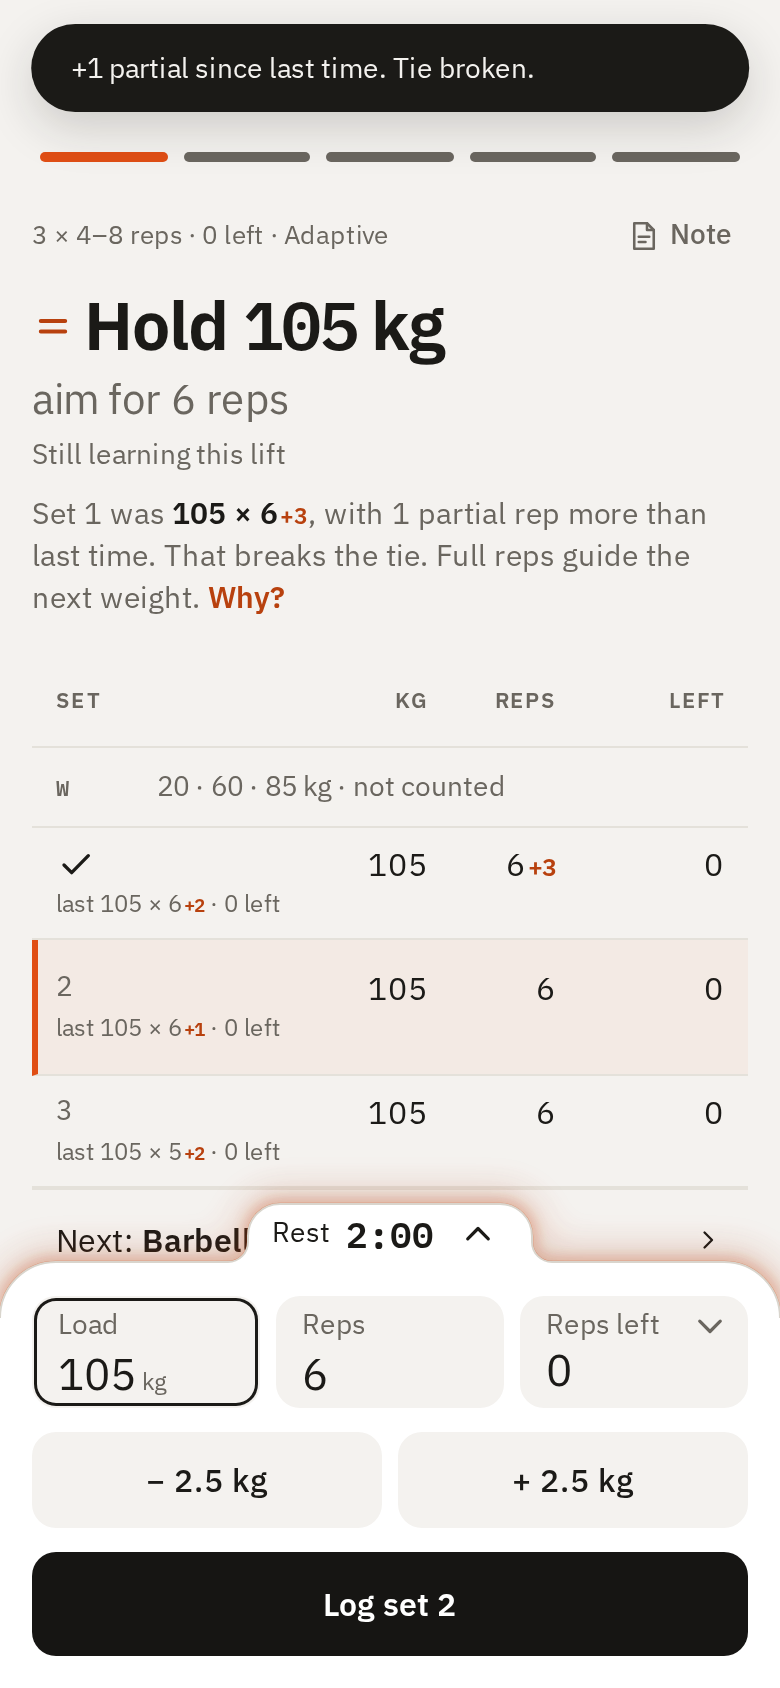 +1 partial since last time. Tie broken.
3 × 4–8 reps · 0 left · Adaptive
Note
= Hold 105 kg
aim for 6 reps
Still learning this lift
Set 1 was 105 × 6+3, with 1 partial rep more than
last time. That breaks the tie. Full reps guide the
next weight. Why?
SET KG REPS LEFT
W 20 · 60 · 85 kg · not counted
105 6+3 0
last 105 × 6+2 · 0 left
2 105 6 0
last 105 × 6+1 · 0 left
3 105 6 0
last 105 × 5+2 · 0 left
Next: Barbell
Rest 2:00
Load Reps Reps left
105 kg 6 0
− 2.5 kg + 2.5 kg
Log set 2